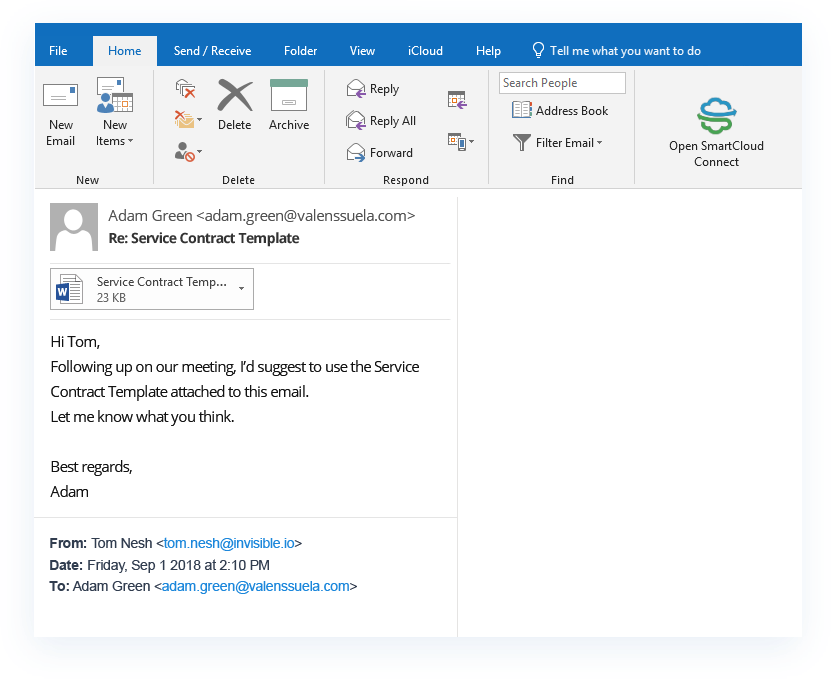 File Home Send / Receive Folder View iCloud Help Tell me what you want to do
New Email
New Items
New
Delete
Archive
Delete
Reply
Reply All
Forward
Respond
Search People
Address Book
Filter Email
Find
Open SmartCloud
Connect
Adam Green <adam.green@valenssuela.com>
Re: Service Contract Template
W
Service Contract Temp...
23 KB
Hi Tom,
Following up on our meeting, I’d suggest to use the Service
Contract Template attached to this email.
Let me know what you think.
Best regards,
Adam
From: Tom Nesh <tom.nesh@invisible.io>
Date: Friday, Sep 1 2018 at 2:10 PM
To: Adam Green <adam.green@valenssuela.com>